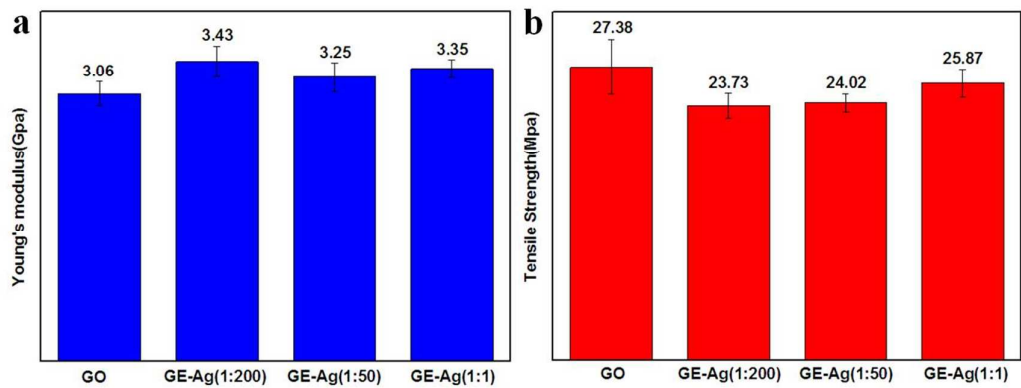 a
Young's modulus(Gpa)
3.06
3.43
3.25
3.35
GO
GE-Ag(1:200)
GE-Ag(1:50)
GE-Ag(1:1)
b
Tensile Strength(Mpa)
27.38
23.73
24.02
25.87
GO
GE-Ag(1:200)
GE-Ag(1:50)
GE-Ag(1:1)